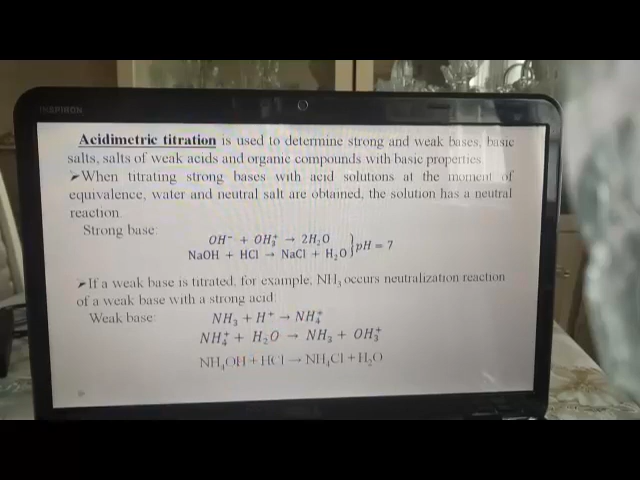 INSPIRON
Acidimetric titration is used to determine strong and weak bases, basic
salts, salts of weak acids and organic compounds with basic properties.
➤When titrating strong bases with acid solutions at the moment of
equivalence, water and neutral salt are obtained, the solution has a neutral
reaction.
Strong base:
OH⁻ + OH₃⁺ → 2H₂O
NaOH + HCl → NaCl + H₂O } pH = 7
➤If a weak base is titrated, for example, NH₃ occurs neutralization reaction
of a weak base with a strong acid:
Weak base:
NH₃ + H⁺ → NH₄⁺
NH₄⁺ + H₂O → NH₃ + OH₃⁺
NH₄OH + HCl → NH₄Cl + H₂O